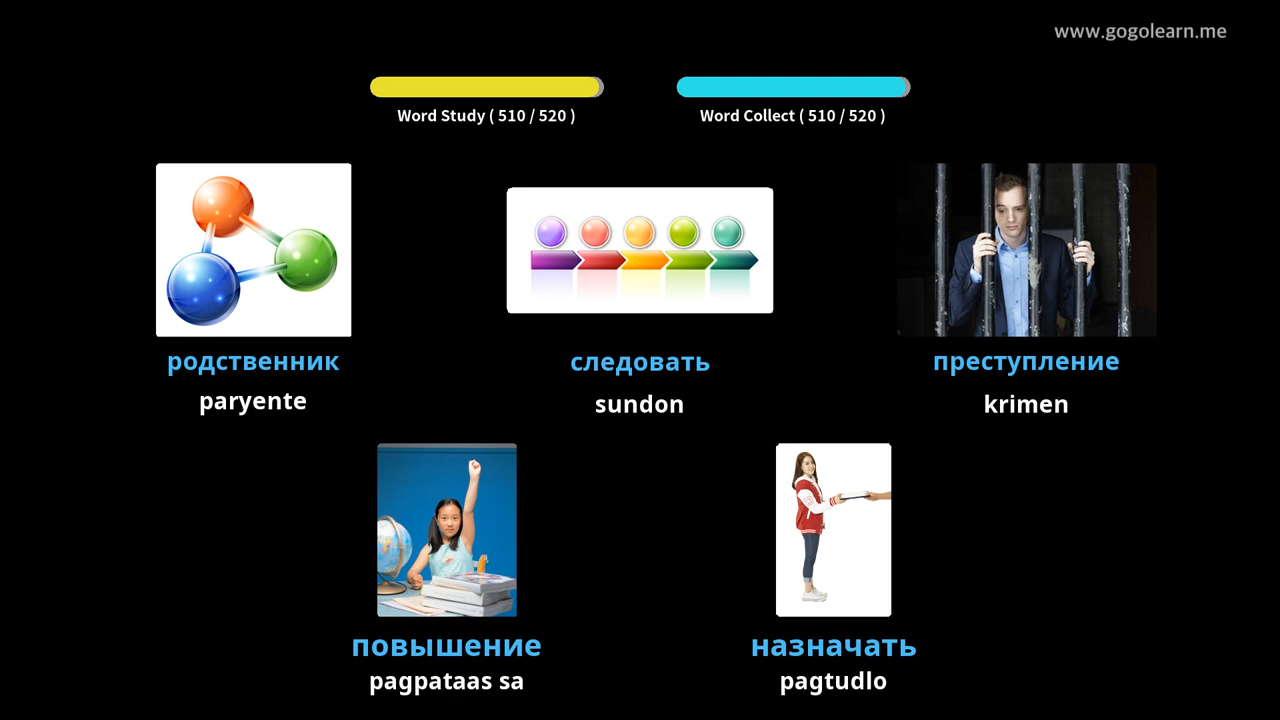 www.gogolearn.me
Word Study ( 510 / 520 )
Word Collect ( 510 / 520 )
родственник
paryente
следовать
sundon
преступление
krimen
повышение
pagpataas sa
назначать
pagtudlo